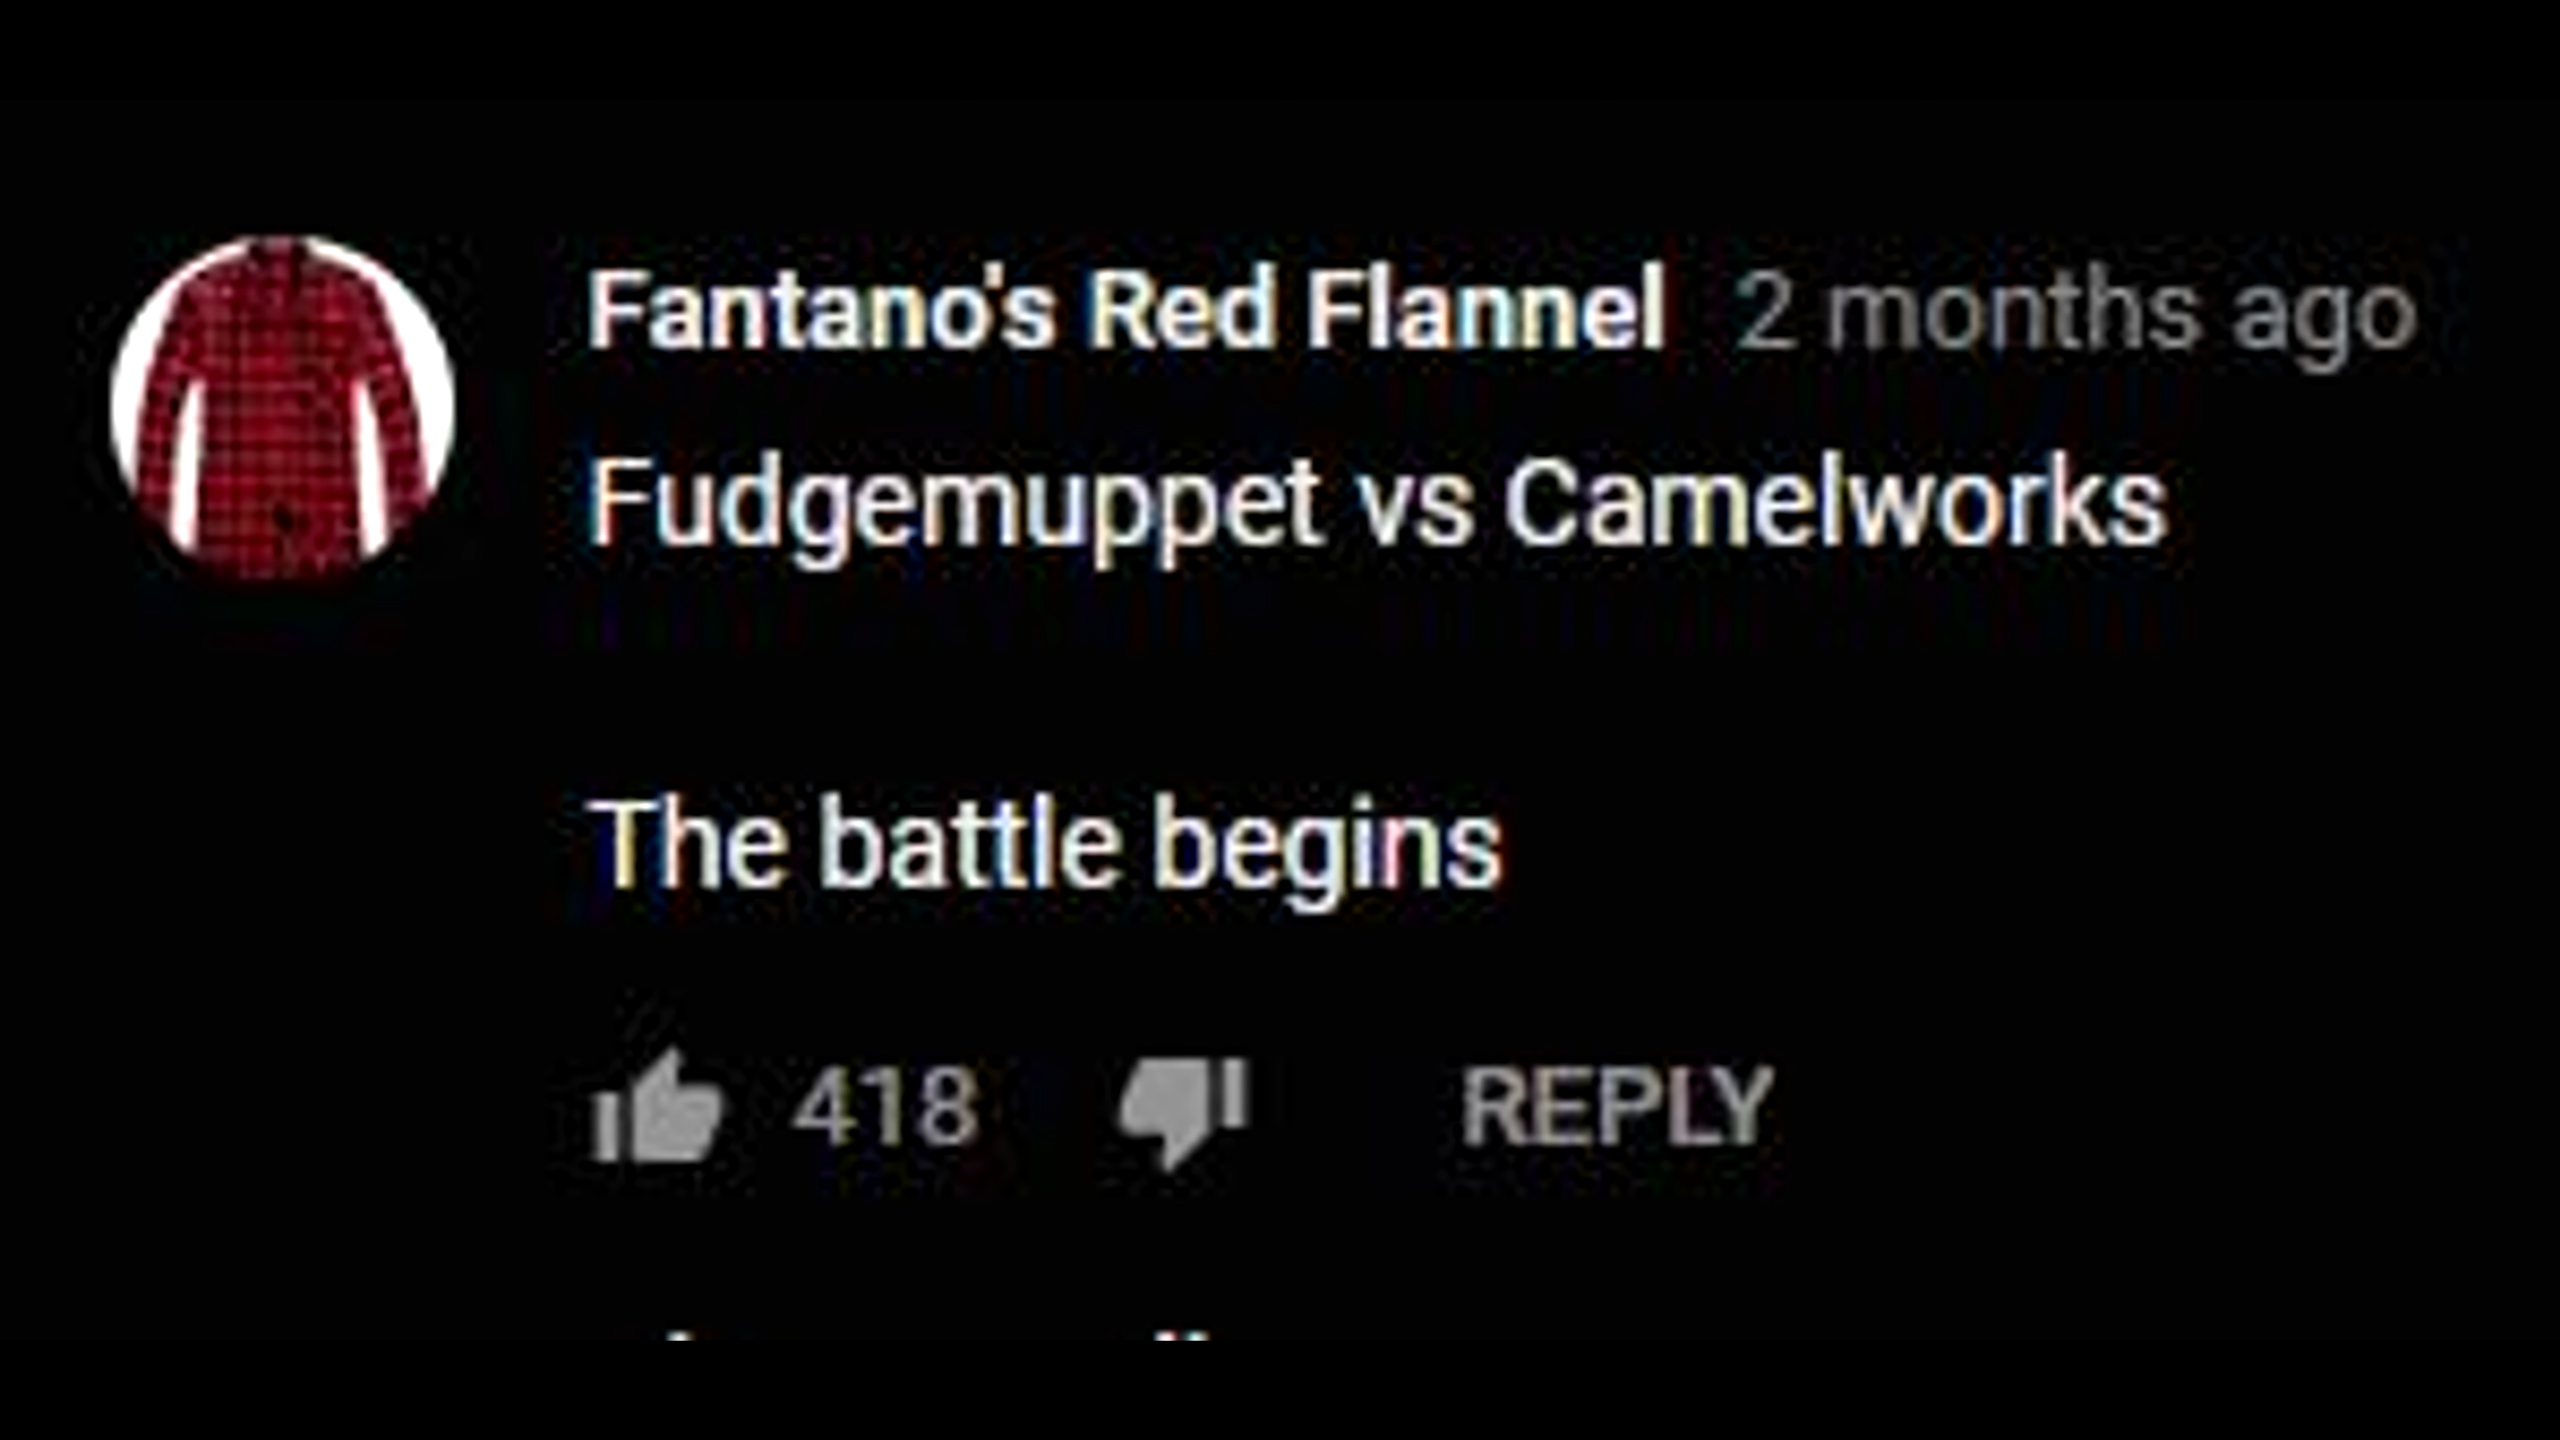 Fantano's Red Flannel 2 months ago
Fudgemuppet vs Camelworks
The battle begins
418 REPLY